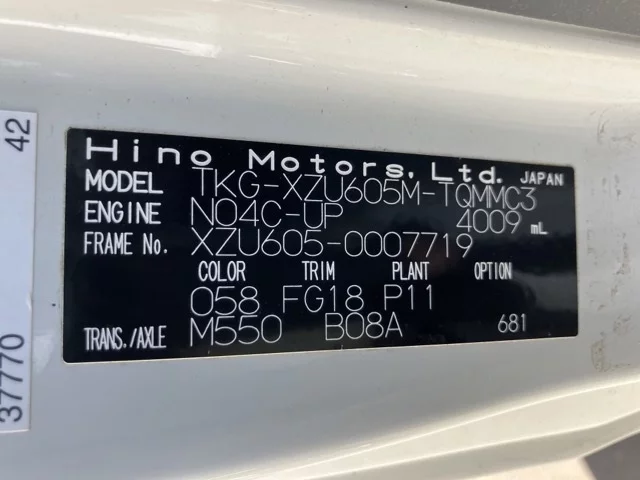 Hino Motors, Ltd. JAPAN
MODEL TKG-XZU605M-TQMMC3
ENGINE N04C-UP 4009 mL
FRAME No. XZU605-0007719
COLOR TRIM PLANT OPTION
058 FG18 P11
TRANS./AXLE M550 B08A 681
37770 42